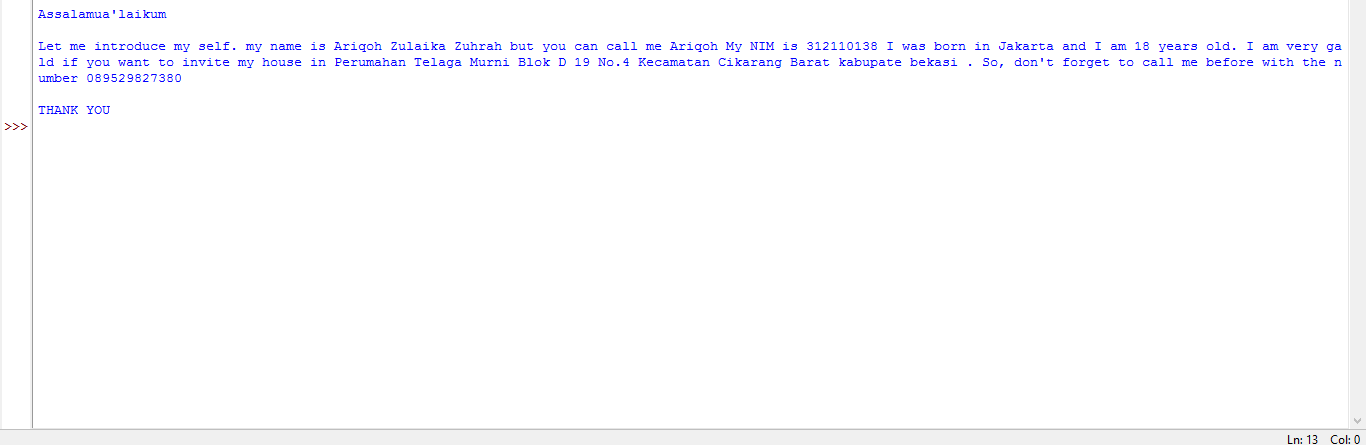 Assalamua'laikum
Let me introduce my self. my name is Ariqoh Zulaika Zuhrah but you can call me Ariqoh My NIM is 312110138 I was born in Jakarta and I am 18 years old. I am very ga
ld if you want to invite my house in Perumahan Telaga Murni Blok D 19 No.4 Kecamatan Cikarang Barat kabupate bekasi . So, don't forget to call me before with the n
umber 089529827380
THANK YOU
>>>
Ln: 13 Col: 0